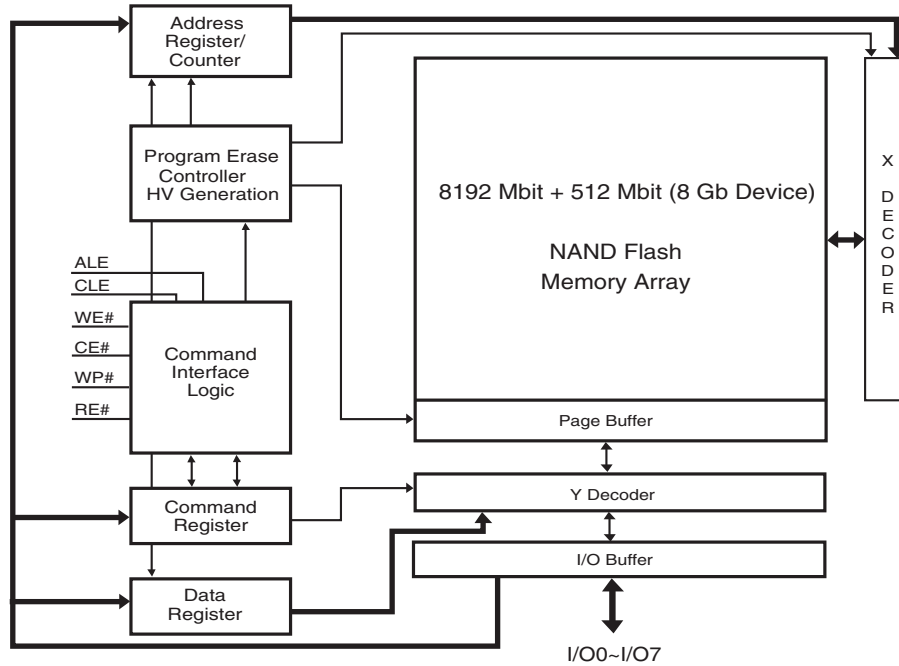 Address
Register/
Counter
Program Erase
Controller
HV Generation
8192 Mbit + 512 Mbit (8 Gb Device)
NAND Flash
Memory Array
X
DECODER
ALE
CLE
WE#
CE#
WP#
RE#
Command
Interface
Logic
Page Buffer
Command
Register
Y Decoder
I/O Buffer
Data
Register
I/O0~I/O7